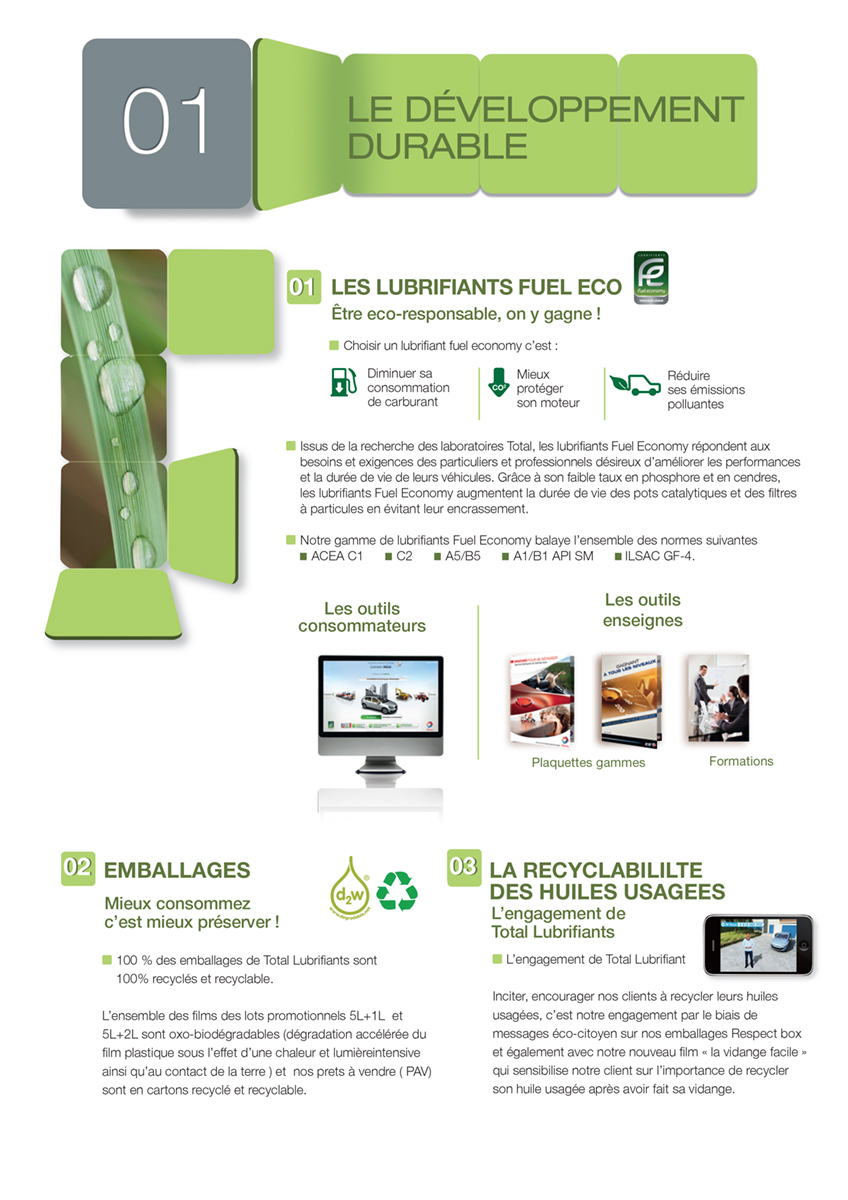 01
LE DÉVELOPPEMENT
DURABLE
01 LES LUBRIFIANTS FUEL ECO
LUBRIFIANTS
FE
fuel economy
Être eco-responsable, on y gagne !
Choisir un lubrifiant fuel economy c'est :
Diminuer sa
consommation
de carburant
CO²
Mieux
protéger
son moteur
Réduire
ses émissions
polluantes
Issus de la recherche des laboratoires Total, les lubrifiants Fuel Economy répondent aux
besoins et exigences des particuliers et professionnels désireux d'améliorer les performances
et la durée de vie de leurs véhicules. Grâce à son faible taux en phosphore et en cendres,
les lubrifiants Fuel Economy augmentent la durée de vie des pots catalytiques et des filtres
à particules en évitant leur encrassement.
Notre gamme de lubrifiants Fuel Economy balaye l'ensemble des normes suivantes
ACEA C1 C2 A5/B5 A1/B1 API SM ILSAC GF-4.
Les outils
consommateurs
Les outils
enseignes
GAGNANT
A TOUS LES NIVEAUX
Plaquettes gammes
Formations
02 EMBALLAGES
Mieux consommez
c'est mieux préserver !
d2w
®
100 % des emballages de Total Lubrifiants sont
100% recyclés et recyclable.
L'ensemble des films des lots promotionnels 5L+1L et
5L+2L sont oxo-biodégradables (dégradation accélérée du
film plastique sous l'effet d'une chaleur et lumièreintensive
ainsi qu'au contact de la terre ) et nos prets à vendre ( PAV)
sont en cartons recyclé et recyclable.
03 LA RECYCLABILILTE
DES HUILES USAGEES
L'engagement de
Total Lubrifiants
L'engagement de Total Lubrifiant
Inciter, encourager nos clients à recycler leurs huiles
usagées, c'est notre engagement par le biais de
messages éco-citoyen sur nos emballages Respect box
et également avec notre nouveau film « la vidange facile »
qui sensibilise notre client sur l'importance de recycler
son huile usagée après avoir fait sa vidange.